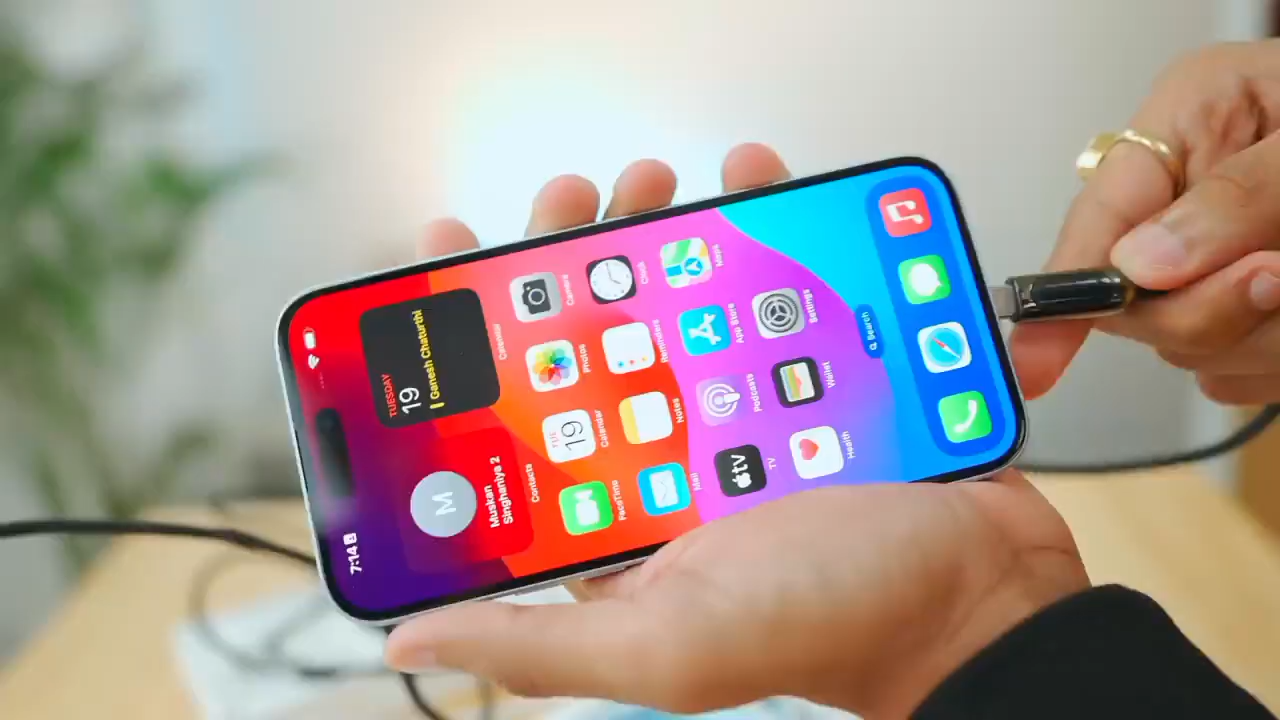 7:14
TUESDAY
19
Ganesh Chaturthi
Calendar
M
Muskan
Singhaniya 2
Contacts
Camera
Clock
Maps
Photos
Reminders
App Store
Settings
TUE
19
Calendar
Notes
Podcasts
Wallet
FaceTime
Mail
tv
TV
Health
Search